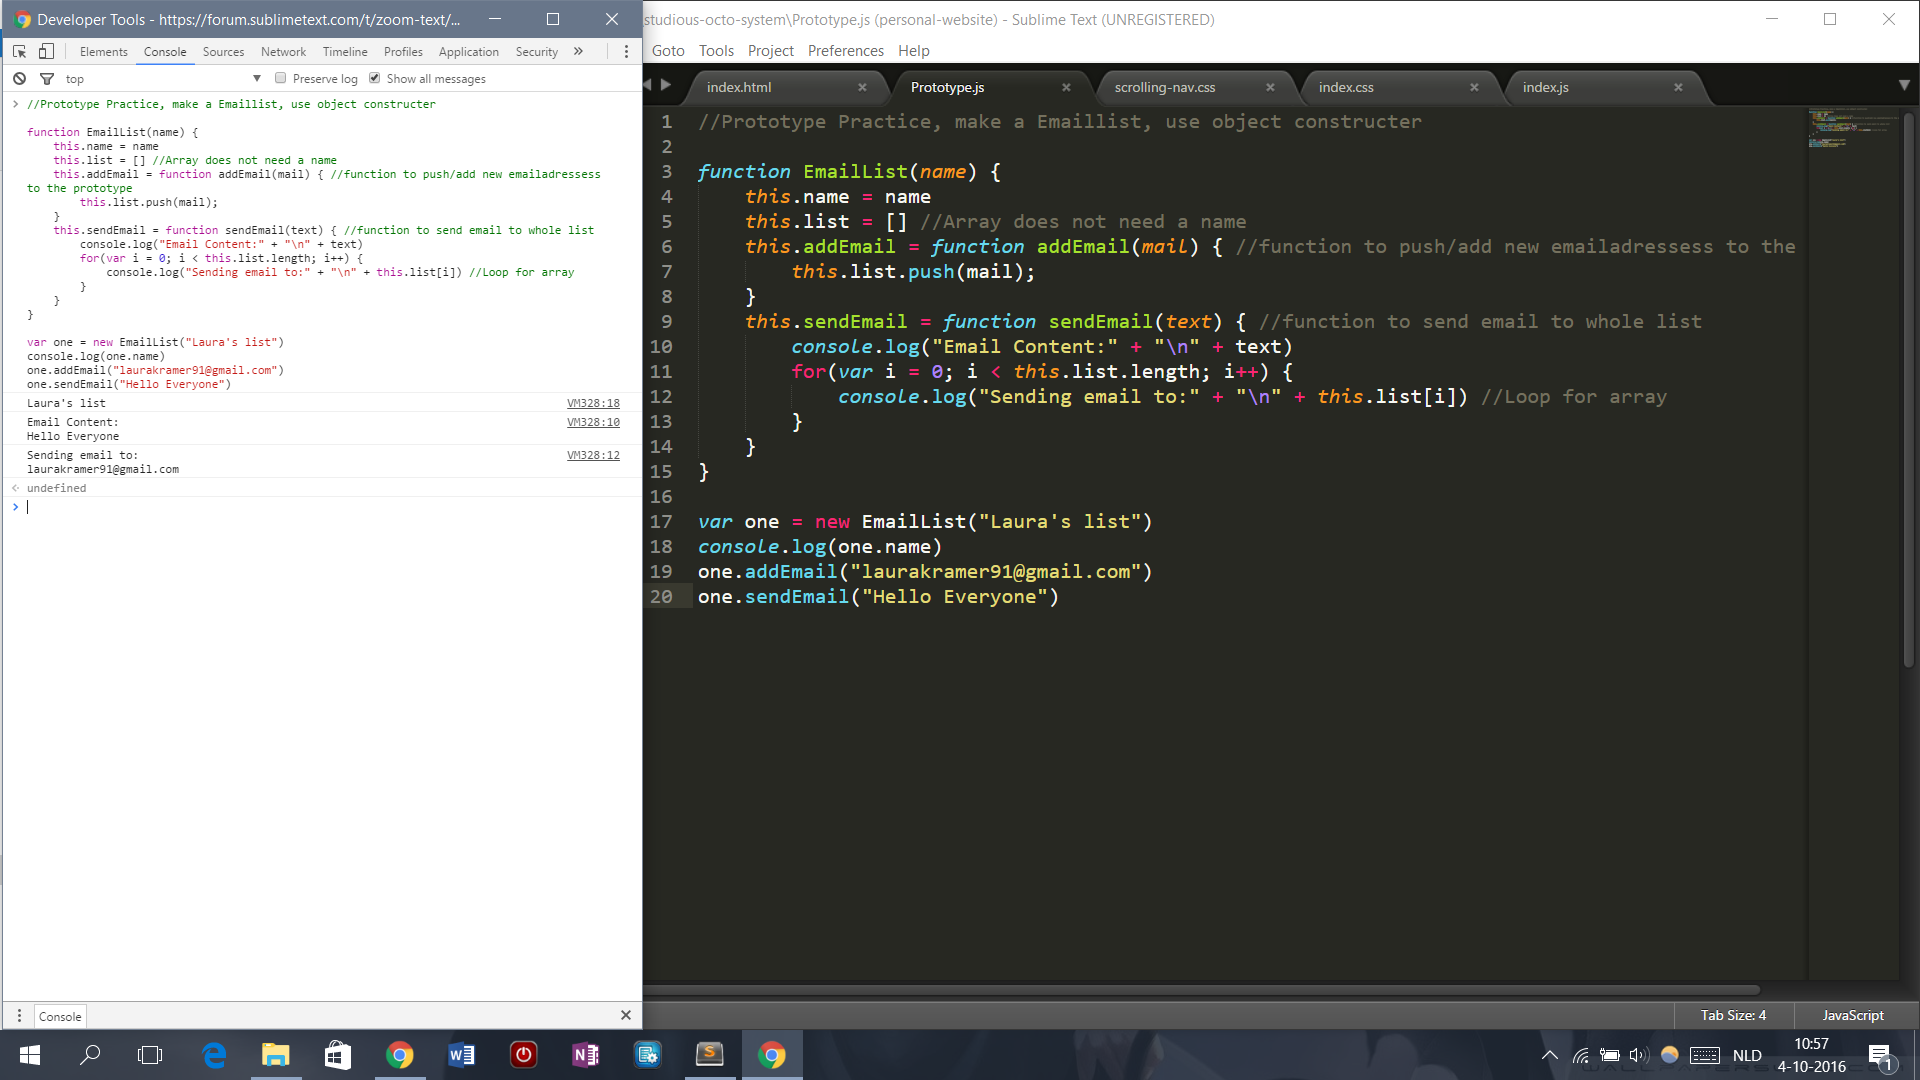 Developer Tools - https://forum.sublimetext.com/t/zoom-text/...
Elements Console Sources Network Timeline Profiles Application Security »
top Preserve log Show all messages
> //Prototype Practice, make a Emaillist, use object constructer
function EmailList(name) {
this.name = name
this.list = [] //Array does not need a name
this.addEmail = function addEmail(mail) { //function to push/add new emailadressess
to the prototype
this.list.push(mail);
}
this.sendEmail = function sendEmail(text) { //function to send email to whole list
console.log("Email Content:" + "\n" + text)
for(var i = 0; i < this.list.length; i++) {
console.log("Sending email to:" + "\n" + this.list[i]) //Loop for array
}
}
}
var one = new EmailList("Laura's list")
console.log(one.name)
one.addEmail("laurakramer91@gmail.com")
one.sendEmail("Hello Everyone")
Laura's list VM328:18
Email Content: VM328:10
Hello Everyone
Sending email to: VM328:12
laurakramer91@gmail.com
undefined
>
Console
studious-octo-system\Prototype.js (personal-website) - Sublime Text (UNREGISTERED)
Goto Tools Project Preferences Help
index.html Prototype.js scrolling-nav.css index.css index.js
1 //Prototype Practice, make a Emaillist, use object constructer
2
3 function EmailList(name) {
4 this.name = name
5 this.list = [] //Array does not need a name
6 this.addEmail = function addEmail(mail) { //function to push/add new emailadressess to the
7 this.list.push(mail);
8 }
9 this.sendEmail = function sendEmail(text) { //function to send email to whole list
10 console.log("Email Content:" + "\n" + text)
11 for(var i = 0; i < this.list.length; i++) {
12 console.log("Sending email to:" + "\n" + this.list[i]) //Loop for array
13 }
14 }
15 }
16
17 var one = new EmailList("Laura's list")
18 console.log(one.name)
19 one.addEmail("laurakramer91@gmail.com")
20 one.sendEmail("Hello Everyone")
Tab Size: 4 JavaScript
NLD
10:57
4-10-2016
1